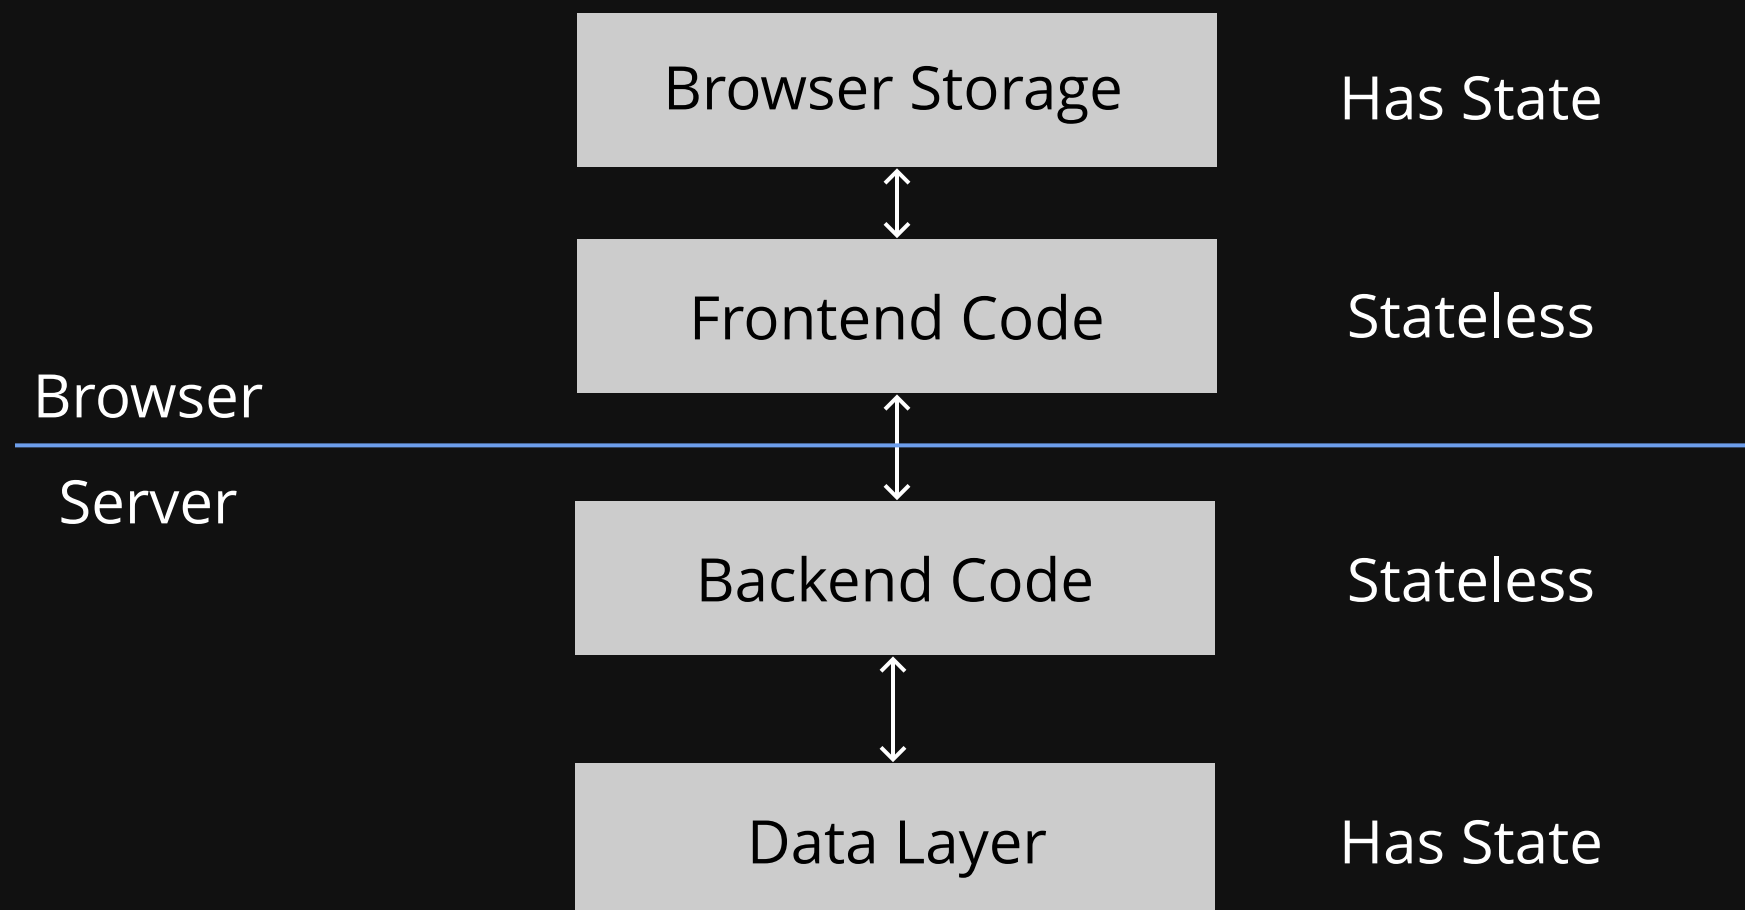 Browser Storage
Has State
Frontend Code
Stateless
Browser
Server
Backend Code
Stateless
Data Layer
Has State